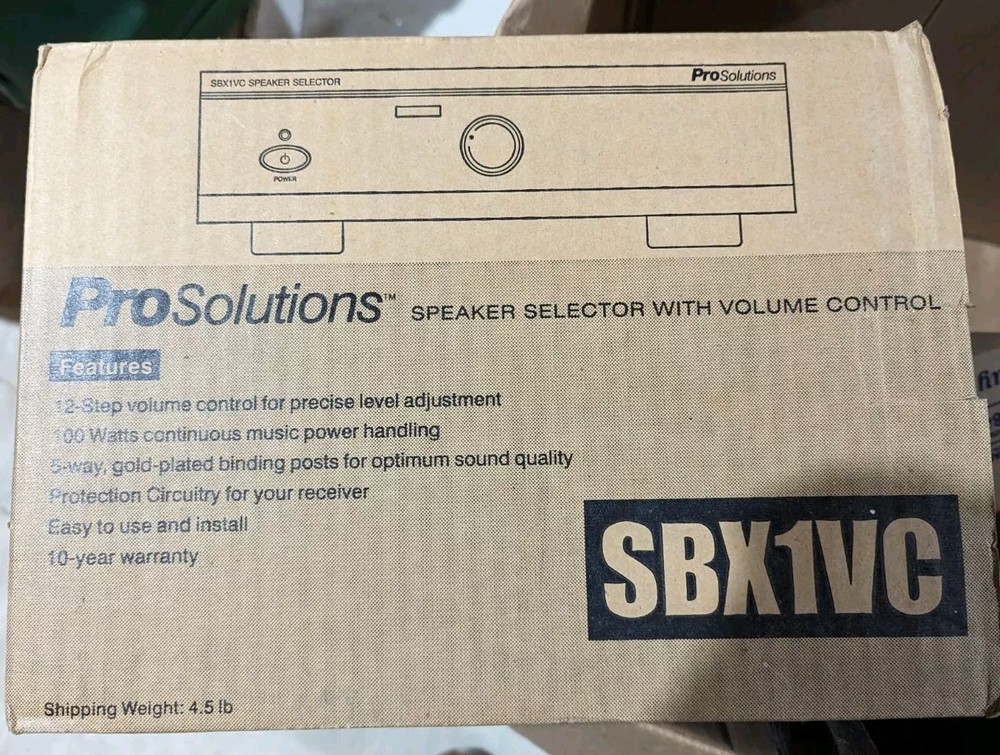 SBX1VC SPEAKER SELECTOR
ProSolutions
POWER
ProSolutions™ SPEAKER SELECTOR WITH VOLUME CONTROL
Features
12-Step volume control for precise level adjustment
100 Watts continuous music power handling
5-way, gold-plated binding posts for optimum sound quality
Protection Circuitry for your receiver
Easy to use and install
10-year warranty
SBX1VC
Shipping Weight: 4.5 lb